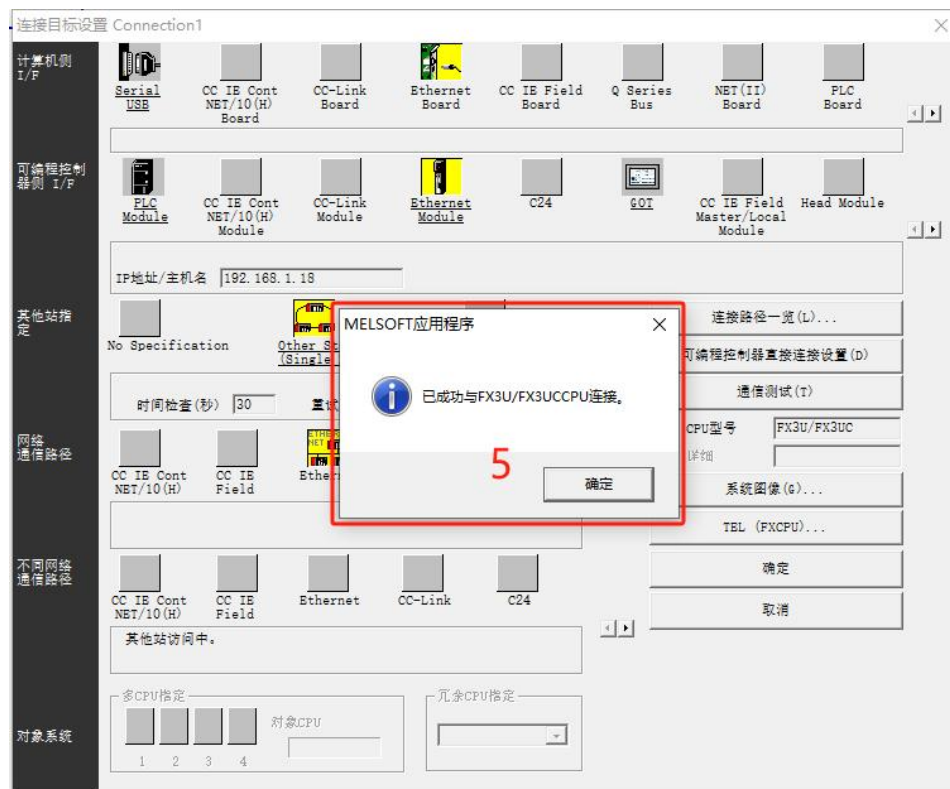 连接目标设置 Connection1
计算机侧
I/F
Serial
USB
CC IE Cont
NET/10(H)
Board
CC-Link
Board
Ethernet
Board
CC IE Field
Board
Q Series
Bus
NET(II)
Board
PLC
Board
可编程控制
器侧 I/F
PLC
Module
CC IE Cont
NET/10(H)
Module
CC-Link
Module
Ethernet
Module
C24
GOT
CC IE Field
Master/Local
Module
Head Module
IP地址/主机名 192.168.1.18
其他站指
定
No Specification
Other
(Single
MELSOFT应用程序
已成功与FX3U/FX3UCCPU连接。
5
确定
连接路径一览(L)...
可编程控制器直接连接设置(D)
通信测试(T)
CPU型号 FX3U/FX3UC
详细
系统图像(G)...
TEL (FXCPU)...
确定
取消
时间检查(秒) 30
网络
通信路径
CC IE Cont
NET/10(H)
CC IE
Field
不同网络
通信路径
CC IE Cont
NET/10(H)
CC IE
Field
Ethernet
CC-Link
C24
其他站访问中。
对象系统
多CPU指定
1 2 3 4
对象CPU
冗余CPU指定